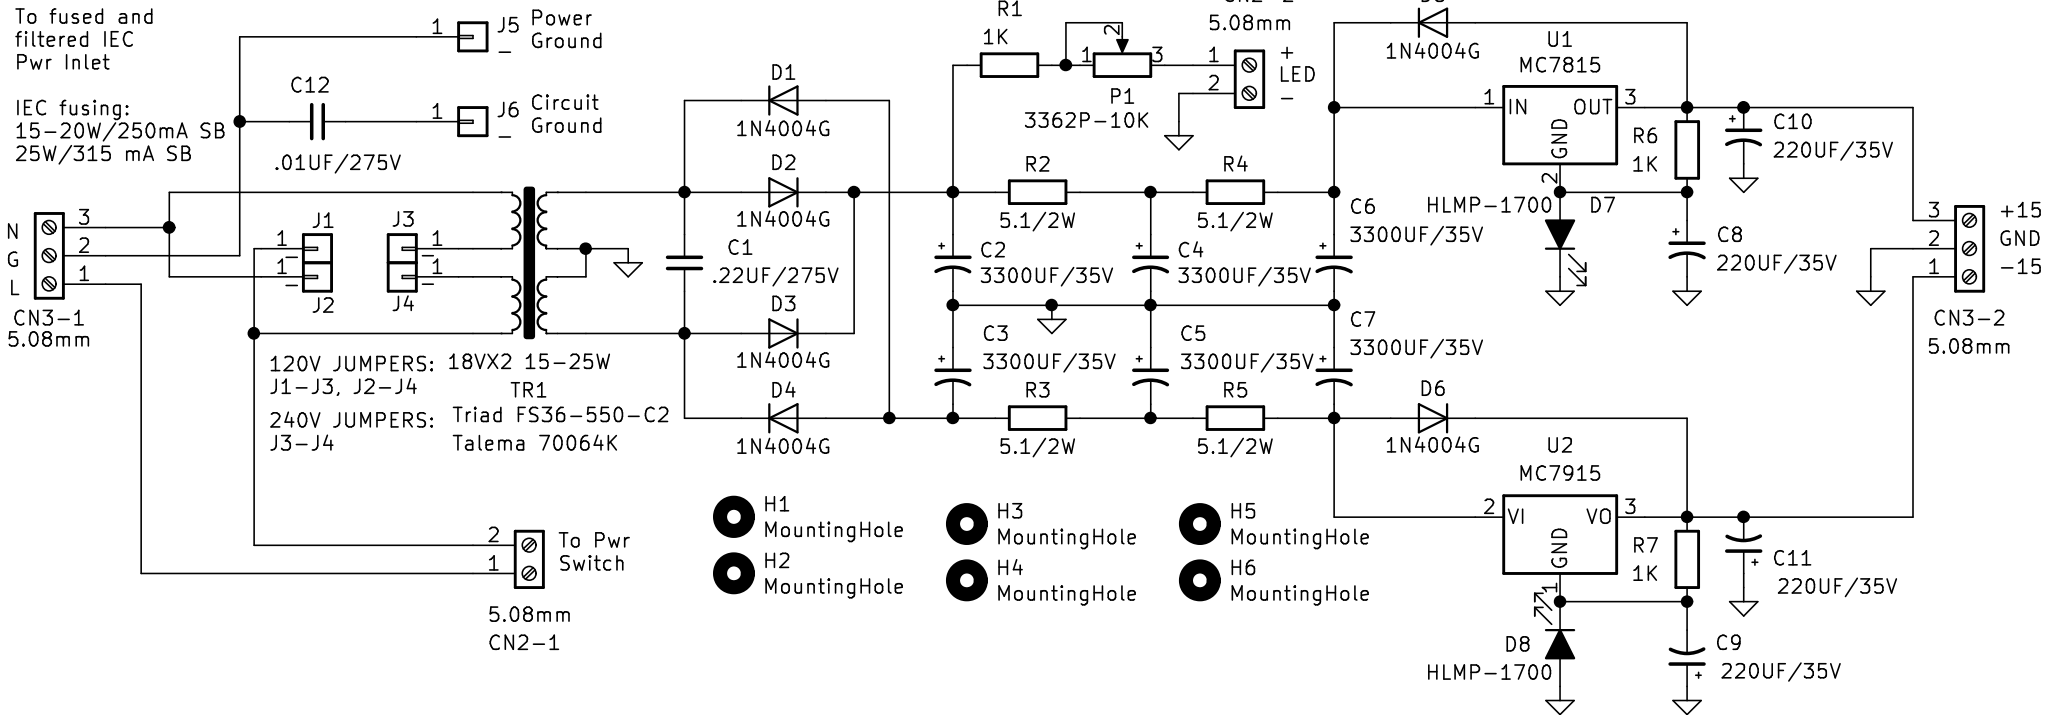 To fused and
filtered IEC
Pwr Inlet
IEC fusing:
15-20W/250mA SB
25W/315 mA SB
1
J5
Power
Ground
-
C12
.01UF/275V
1
J6
Circuit
Ground
-
N
G
L
3
2
1
CN3-1
5.08mm
J1
1
-
1
-
J2
J3
1
-
1
-
J4
120V JUMPERS:
J1-J3, J2-J4
240V JUMPERS:
J3-J4
18VX2 15-25W
TR1
Triad FS36-550-C2
Talema 70064K
2
1
To Pwr
Switch
5.08mm
CN2-1
D1
1N4004G
D2
1N4004G
C1
.22UF/275V
D3
1N4004G
D4
1N4004G
R1
1K
1
2
3
P1
3362P-10K
5.08mm
1
2
+
LED
-
R2
5.1/2W
R4
5.1/2W
+
C2
3300UF/35V
+
C4
3300UF/35V
+
C6
3300UF/35V
+
C3
3300UF/35V
+
C5
3300UF/35V
+
C7
3300UF/35V
R3
5.1/2W
R5
5.1/2W
1N4004G
U1
MC7815
1
IN
OUT
3
GND
2
R6
1K
+
C10
220UF/35V
HLMP-1700
D7
+
C8
220UF/35V
3
2
1
+15
GND
-15
CN3-2
5.08mm
D6
1N4004G
U2
MC7915
2
VI
VO
3
GND
1
R7
1K
C11
+
220UF/35V
D8
HLMP-1700
C9
+
220UF/35V
H1
MountingHole
H2
MountingHole
H3
MountingHole
H4
MountingHole
H5
MountingHole
H6
MountingHole